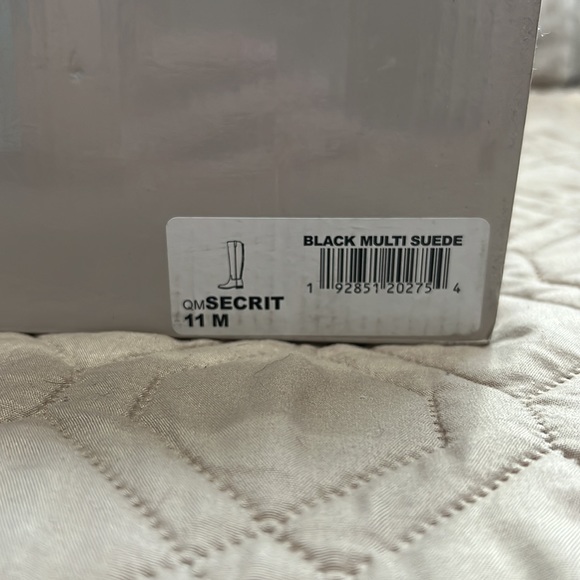 BLACK MULTI SUEDE
1 92851 20275 4
QMSECRIT
11 M